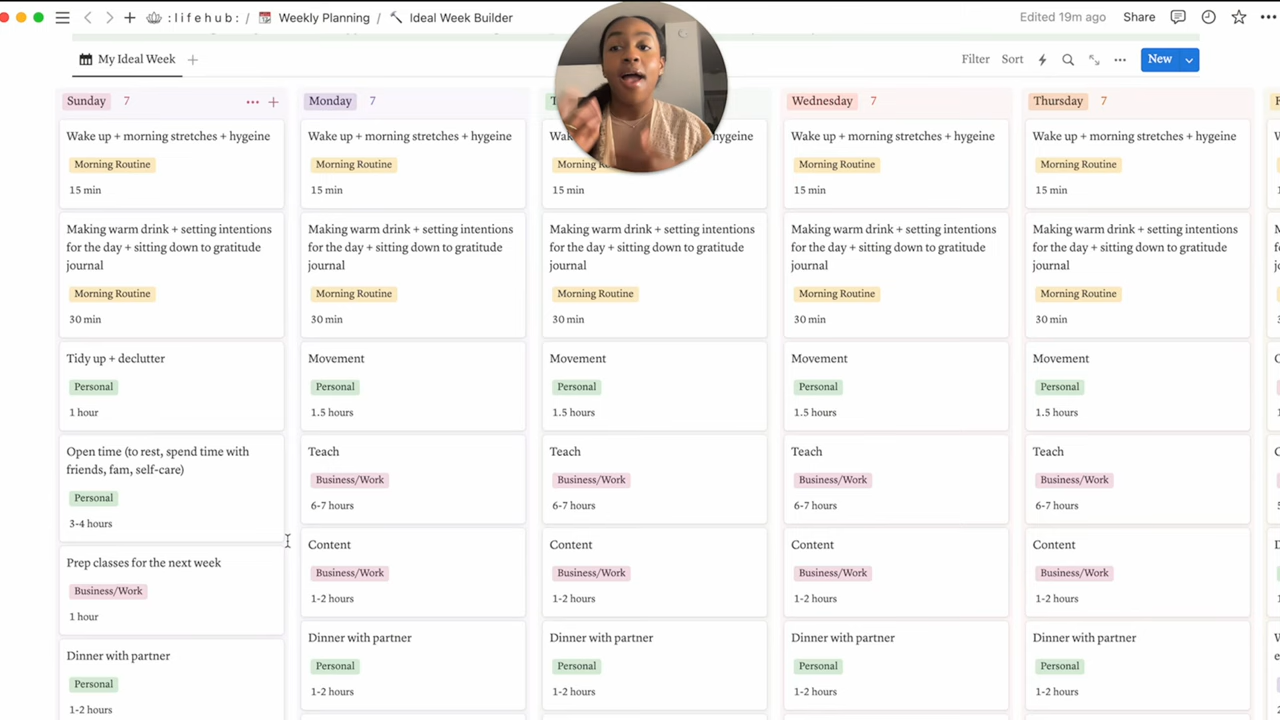 : l i f e h u b : / Weekly Planning / Ideal Week Builder Edited 19m ago Share
My Ideal Week Filter Sort New
Sunday 7
Wake up + morning stretches + hygeine
Morning Routine
15 min
Making warm drink + setting intentions
for the day + sitting down to gratitude
journal
Morning Routine
30 min
Tidy up + declutter
Personal
1 hour
Open time (to rest, spend time with
friends, fam, self-care)
Personal
3-4 hours
Prep classes for the next week
Business/Work
1 hour
Dinner with partner
Personal
1-2 hours
Monday 7
Wake up + morning stretches + hygeine
Morning Routine
15 min
Making warm drink + setting intentions
for the day + sitting down to gratitude
journal
Morning Routine
30 min
Movement
Personal
1.5 hours
Teach
Business/Work
6-7 hours
Content
Business/Work
1-2 hours
Dinner with partner
Personal
1-2 hours
hygeine
Morning
15 min
Making warm drink + setting intentions
for the day + sitting down to gratitude
journal
Morning Routine
30 min
Movement
Personal
1.5 hours
Teach
Business/Work
6-7 hours
Content
Business/Work
1-2 hours
Dinner with partner
Personal
1-2 hours
Wednesday 7
Wake up + morning stretches + hygeine
Morning Routine
15 min
Making warm drink + setting intentions
for the day + sitting down to gratitude
journal
Morning Routine
30 min
Movement
Personal
1.5 hours
Teach
Business/Work
6-7 hours
Content
Business/Work
1-2 hours
Dinner with partner
Personal
1-2 hours
Thursday 7
Wake up + morning stretches + hygeine
Morning Routine
15 min
Making warm drink + setting intentions
for the day + sitting down to gratitude
journal
Morning Routine
30 min
Movement
Personal
1.5 hours
Teach
Business/Work
6-7 hours
Content
Business/Work
1-2 hours
Dinner with partner
Personal
1-2 hours